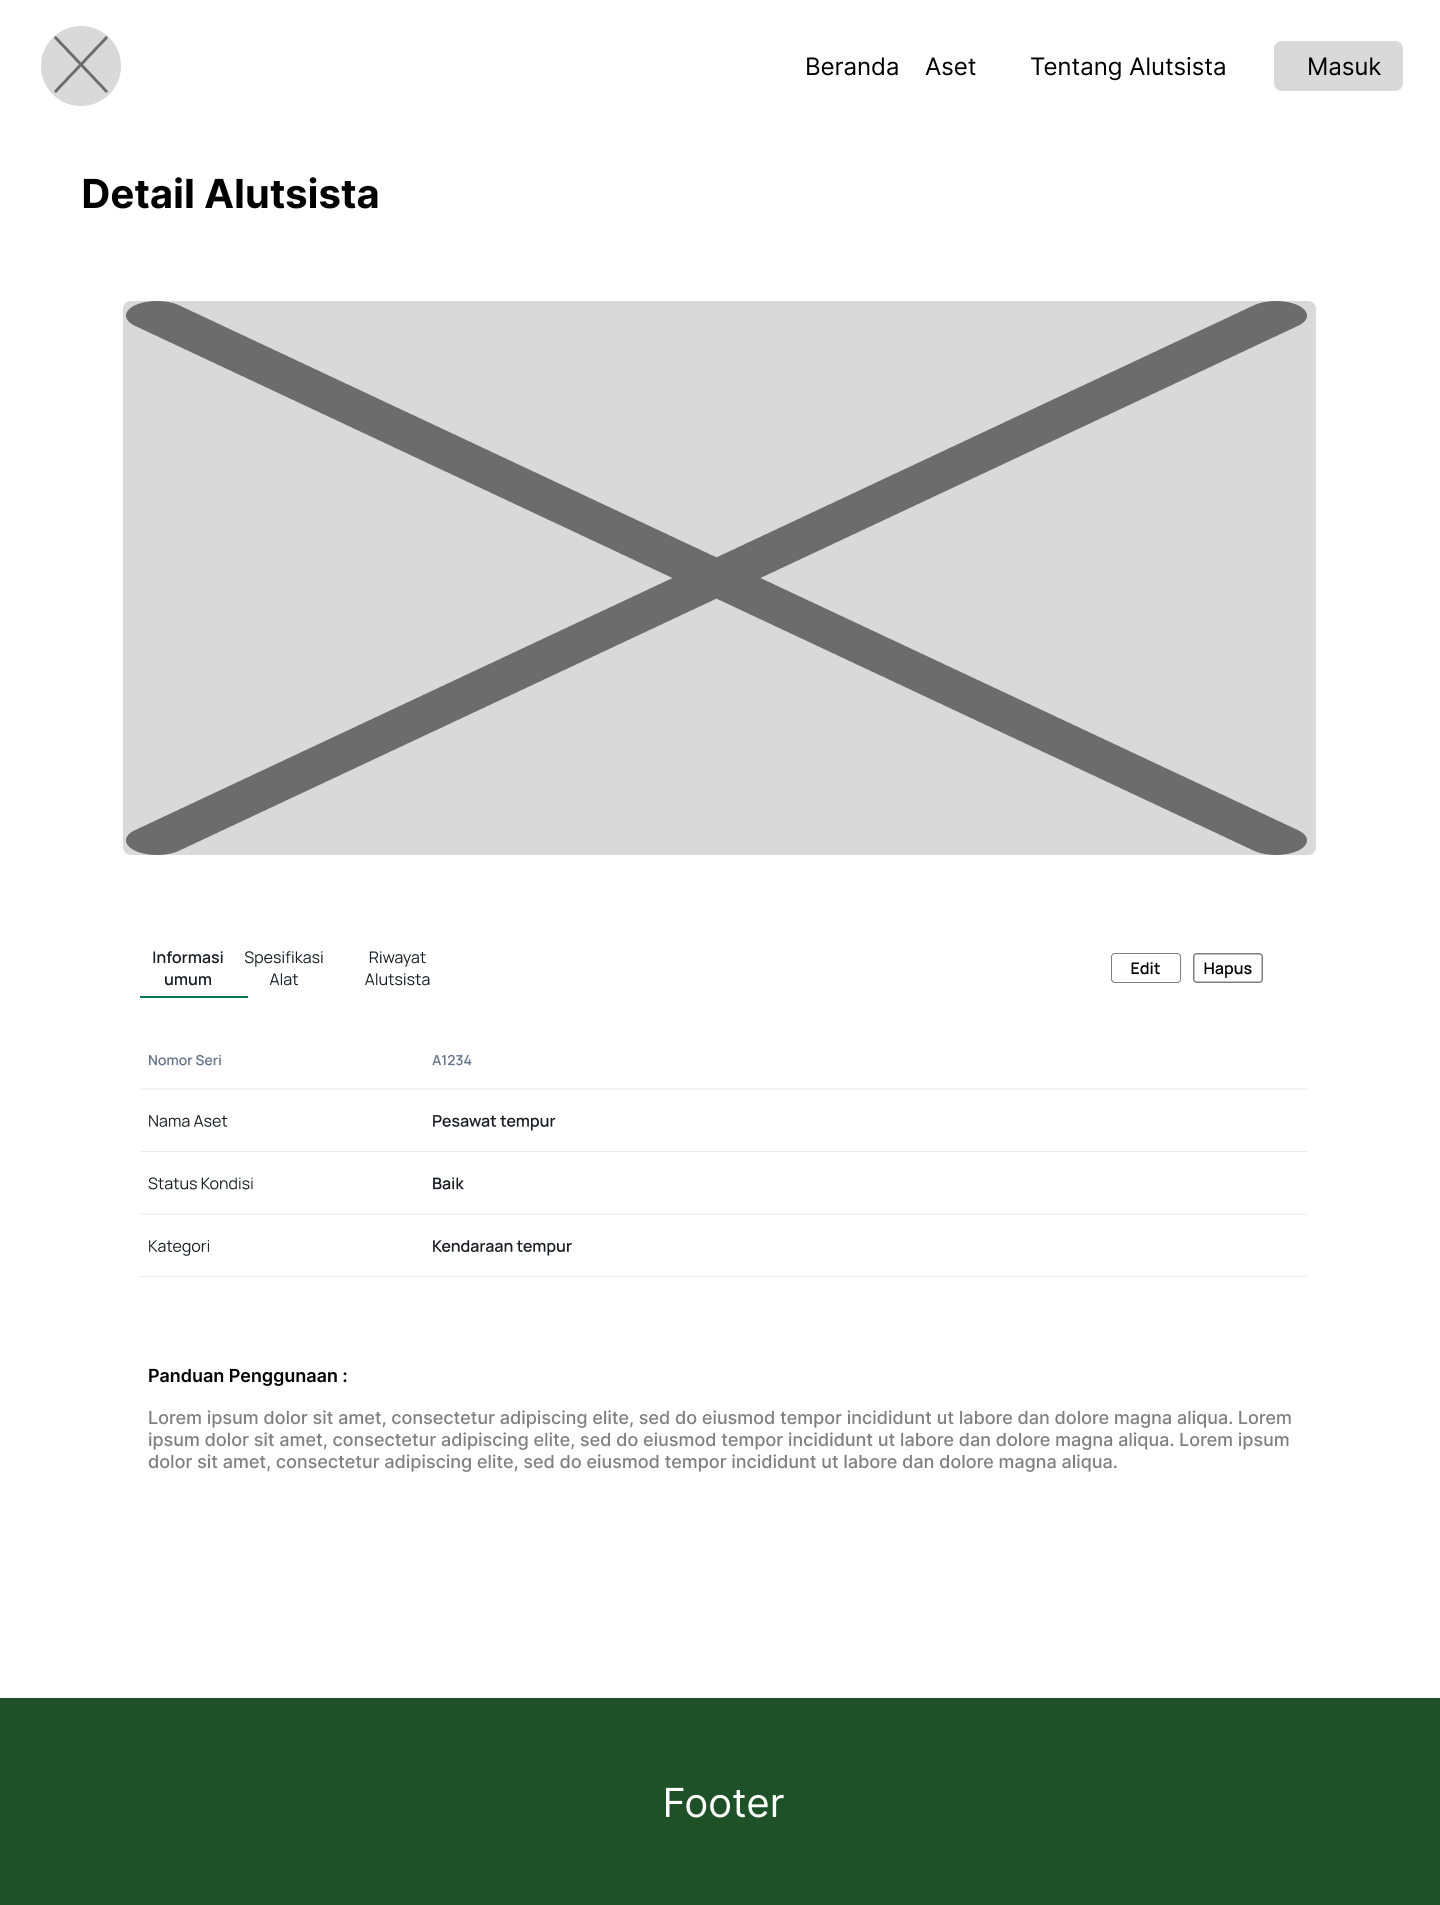 Beranda Aset Tentang Alutsista Masuk
Detail Alutsista
Informasi umum Spesifikasi Alat Riwayat Alutsista Edit Hapus
Nomor Seri A1234
Nama Aset Pesawat tempur
Status Kondisi Baik
Kategori Kendaraan tempur
Panduan Penggunaan :
Lorem ipsum dolor sit amet, consectetur adipiscing elite, sed do eiusmod tempor incididunt ut labore dan dolore magna aliqua. Lorem
ipsum dolor sit amet, consectetur adipiscing elite, sed do eiusmod tempor incididunt ut labore dan dolore magna aliqua. Lorem ipsum
dolor sit amet, consectetur adipiscing elite, sed do eiusmod tempor incididunt ut labore dan dolore magna aliqua.
Footer